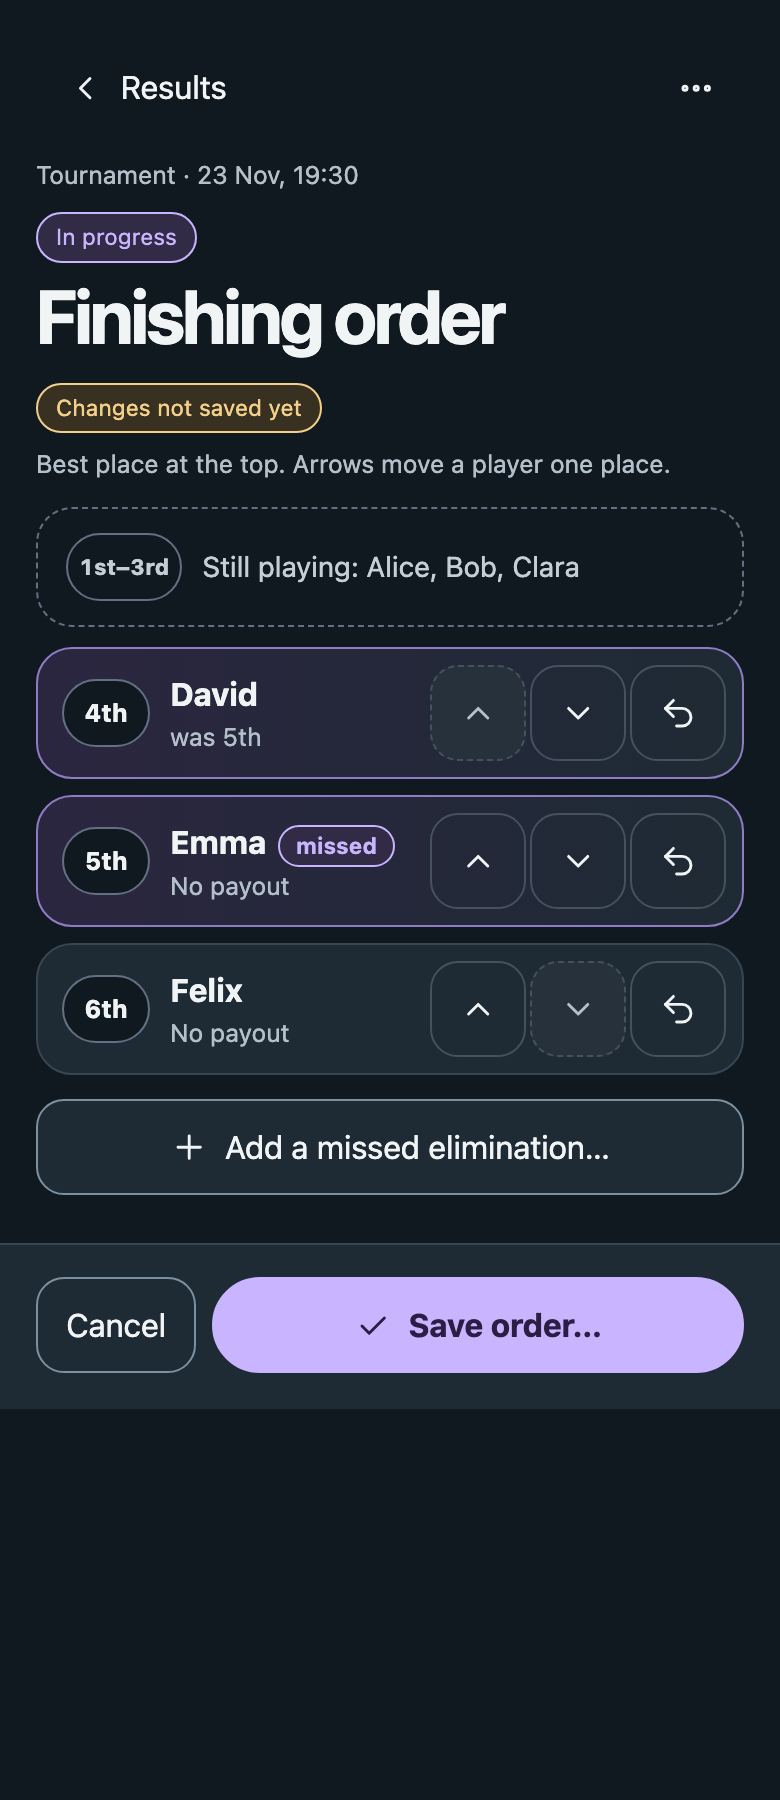 Results
Tournament · 23 Nov, 19:30
In progress
Finishing order
Changes not saved yet
Best place at the top. Arrows move a player one place.
1st–3rd Still playing: Alice, Bob, Clara
4th David
was 5th
5th Emma missed
No payout
6th Felix
No payout
Add a missed elimination...
Cancel Save order...